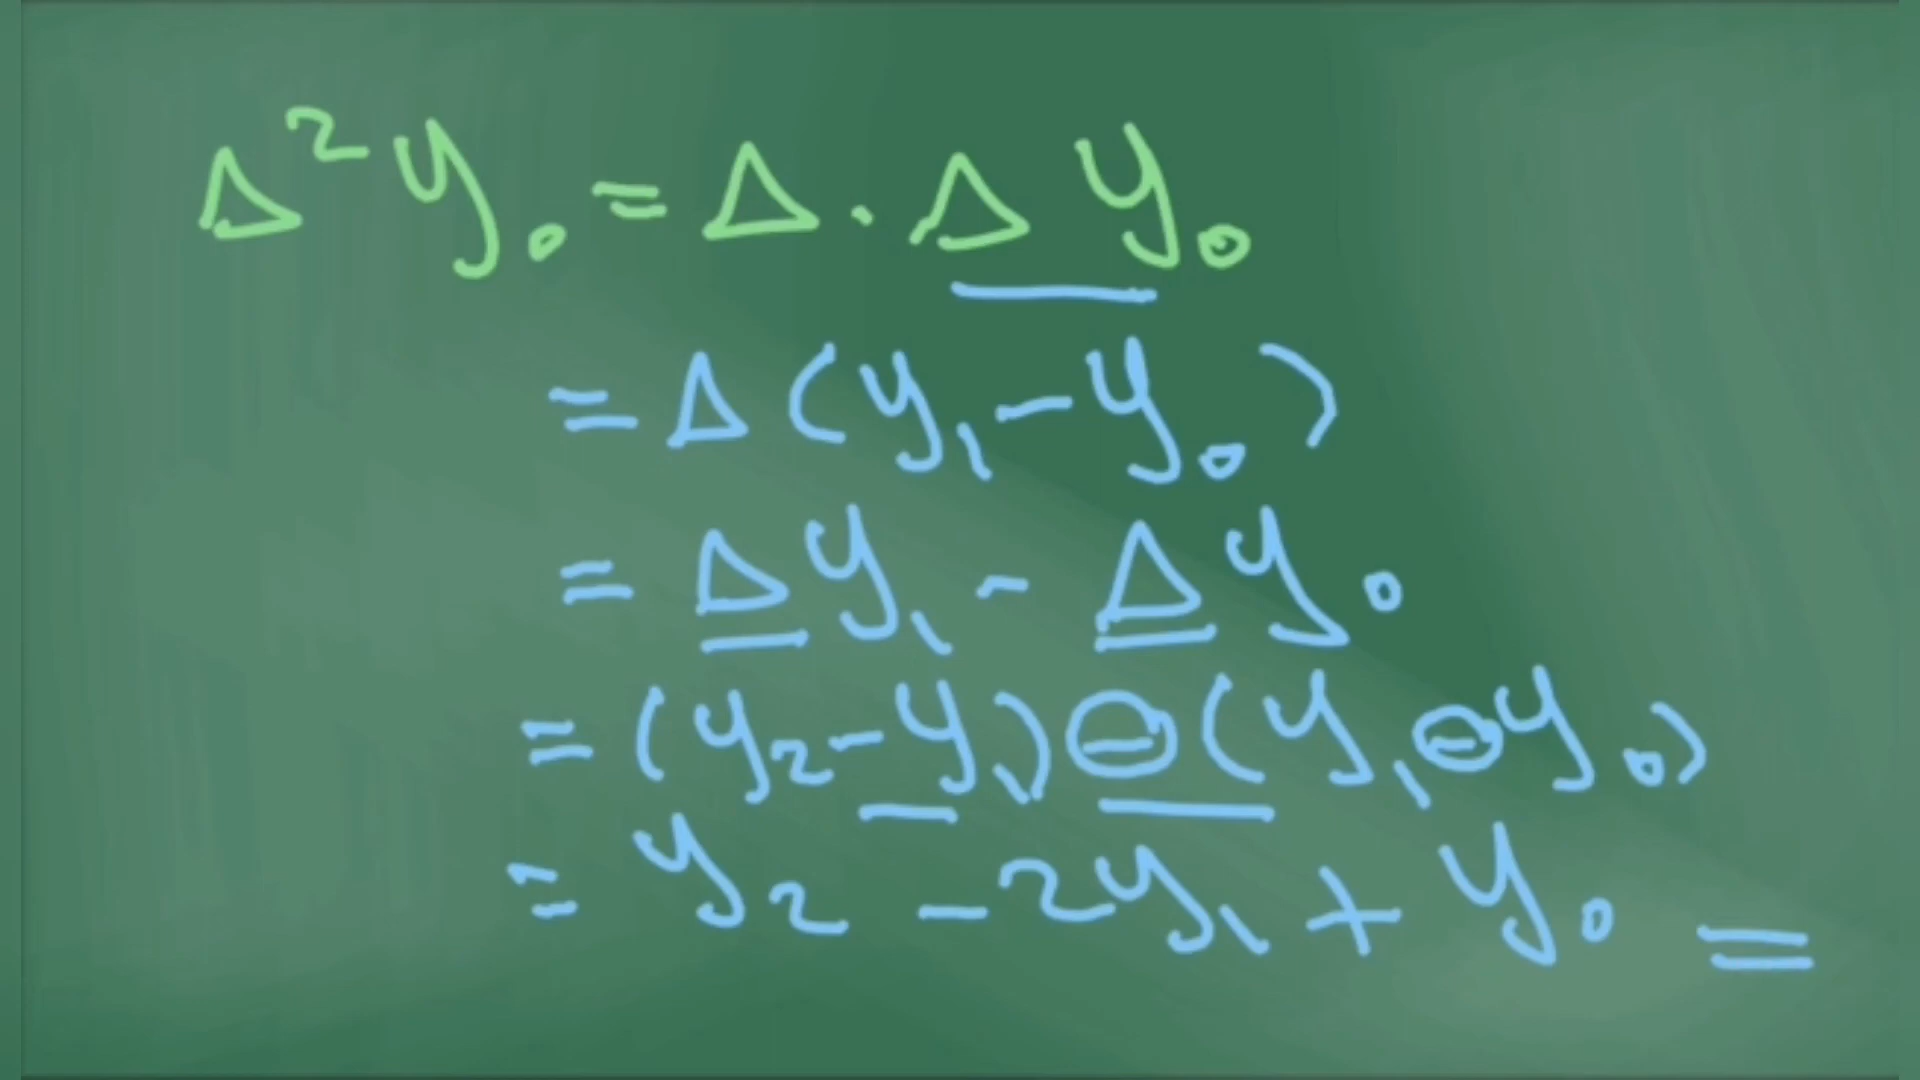 Δ²y₀ = Δ · Δy₀
= Δ(y₁ - y₀)
= Δy₁ - Δy₀
= (y₂ - y₁) ⊖ (y₁ ⊖ y₀)
= y₂ - 2y₁ + y₀ =